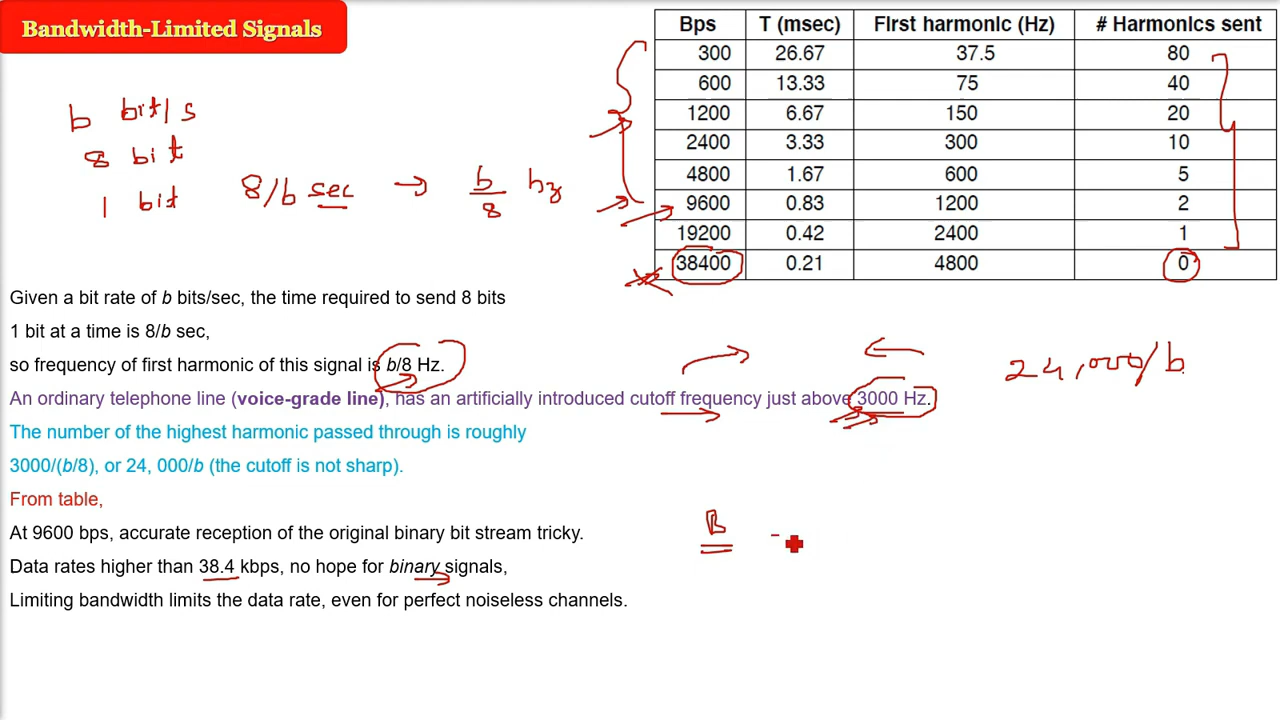 Bandwidth-Limited Signals
Bps T (msec) First harmonic (Hz) # Harmonics sent
300 26.67 37.5 80
600 13.33 75 40
1200 6.67 150 20
2400 3.33 300 10
4800 1.67 600 5
9600 0.83 1200 2
19200 0.42 2400 1
38400 0.21 4800 0
b bit/s
8 bit
1 bit 8/b sec → b/8 hz
Given a bit rate of b bits/sec, the time required to send 8 bits
1 bit at a time is 8/b sec,
so frequency of first harmonic of this signal is b/8 Hz.
24,000/b
An ordinary telephone line (voice-grade line), has an artificially introduced cutoff frequency just above 3000 Hz.
The number of the highest harmonic passed through is roughly
3000/(b/8), or 24, 000/b (the cutoff is not sharp).
From table,
At 9600 bps, accurate reception of the original binary bit stream tricky.
B
Data rates higher than 38.4 kbps, no hope for binary signals,
Limiting bandwidth limits the data rate, even for perfect noiseless channels.